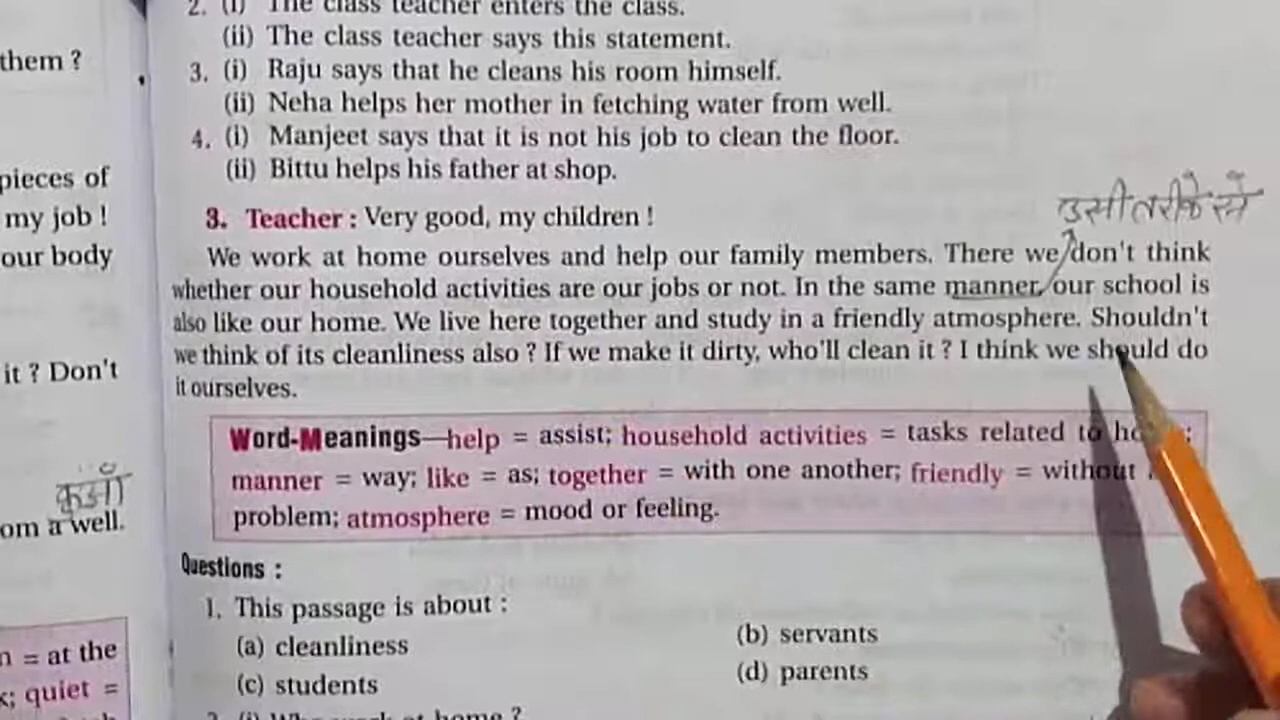 them ?
pieces of
my job !
our body
it ? Don't
कुआँ
om a well.
n = at the
quiet =
2. (i) The class teacher enters the class.
(ii) The class teacher says this statement.
3. (i) Raju says that he cleans his room himself.
(ii) Neha helps her mother in fetching water from well.
4. (i) Manjeet says that it is not his job to clean the floor.
(ii) Bittu helps his father at shop.
उसी तरीके से
3. Teacher : Very good, my children !
We work at home ourselves and help our family members. There we don't think
whether our household activities are our jobs or not. In the same manner, our school is
also like our home. We live here together and study in a friendly atmosphere. Shouldn't
we think of its cleanliness also ? If we make it dirty, who'll clean it ? I think we should do
it ourselves.
Word-Meanings—help = assist; household activities = tasks related to
manner = way; like = as; together = with one another; friendly = without
problem; atmosphere = mood or feeling.
Questions :
1. This passage is about :
(a) cleanliness (b) servants
(c) students (d) parents
2. (i) Who work at home ?